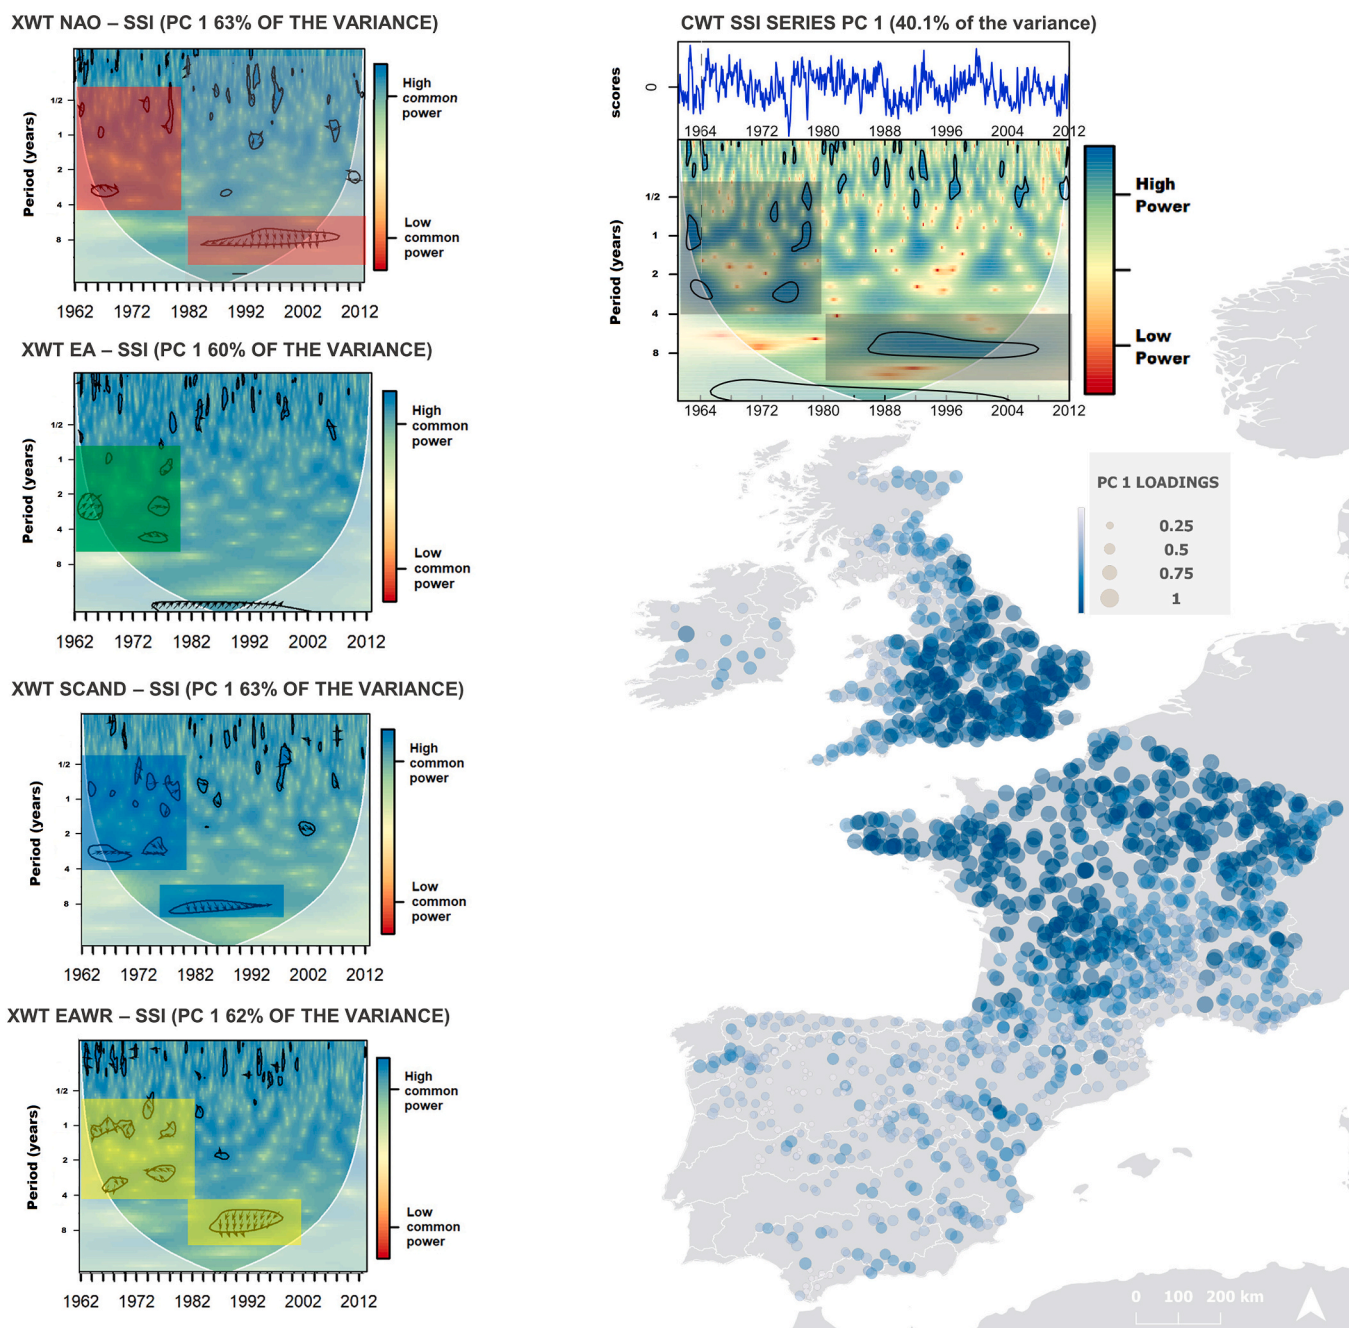 XWT NAO – SSI (PC 1 63% OF THE VARIANCE)
Period (years)
1/2
1
2
4
8
1962 1972 1982 1992 2002 2012
High
common
power
Low
common
power
XWT EA – SSI (PC 1 60% OF THE VARIANCE)
Period (years)
1/2
1
2
4
8
1962 1972 1982 1992 2002 2012
High
common
power
Low
common
power
XWT SCAND – SSI (PC 1 63% OF THE VARIANCE)
Period (years)
1/2
1
2
4
8
1962 1972 1982 1992 2002 2012
High
common
power
Low
common
power
XWT EAWR – SSI (PC 1 62% OF THE VARIANCE)
Period (years)
1/2
1
2
4
8
1962 1972 1982 1992 2002 2012
High
common
power
Low
common
power
CWT SSI SERIES PC 1 (40.1% of the variance)
scores
0
1964 1972 1980 1988 1996 2004 2012
Period (years)
1/2
1
2
4
8
1964 1972 1980 1988 1996 2004 2012
High
Power
Low
Power
PC 1 LOADINGS
0.25
0.5
0.75
1
0 100 200 km